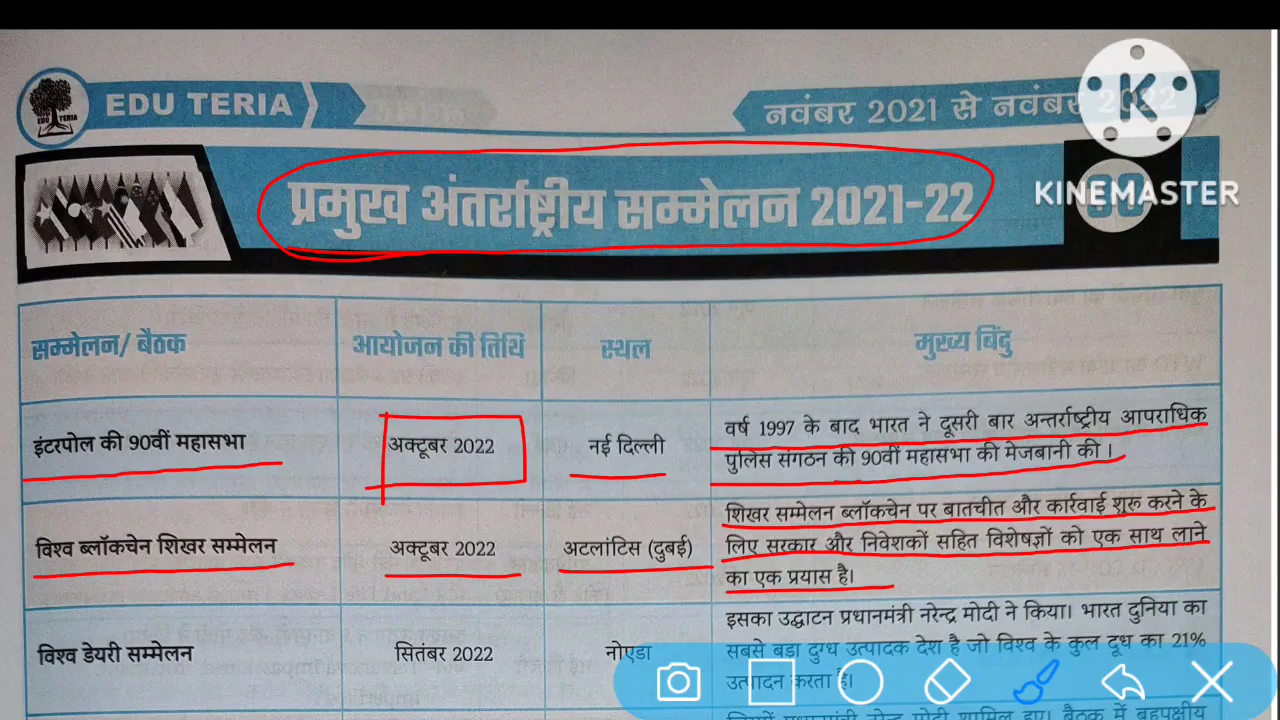 EDU TERIA
नवंबर 2021 से नवंबर 2022
KINEMASTER
प्रमुख अंतर्राष्ट्रीय सम्मेलन 2021-22
सम्मेलन/ बैठक
आयोजन की तिथि
स्थल
मुख्य बिंदु
इंटरपोल की 90वीं महासभा
अक्टूबर 2022
नई दिल्ली
वर्ष 1997 के बाद भारत ने दूसरी बार अन्तर्राष्ट्रीय आपराधिक
पुलिस संगठन की 90वीं महासभा की मेजबानी की ।
विश्व ब्लॉकचेन शिखर सम्मेलन
अक्टूबर 2022
अटलांटिस (दुबई)
शिखर सम्मेलन ब्लॉकचेन पर बातचीत और कार्रवाई शुरू करने के
लिए सरकार और निवेशकों सहित विशेषज्ञों को एक साथ लाने
का एक प्रयास है।
विश्व डेयरी सम्मेलन
सितंबर 2022
नोएडा
इसका उद्घाटन प्रधानमंत्री नरेन्द्र मोदी ने किया। भारत दुनिया का
सबसे बड़ा दुग्ध उत्पादक देश है जो विश्व के कुल दूध का 21%
उत्पादन करता है।